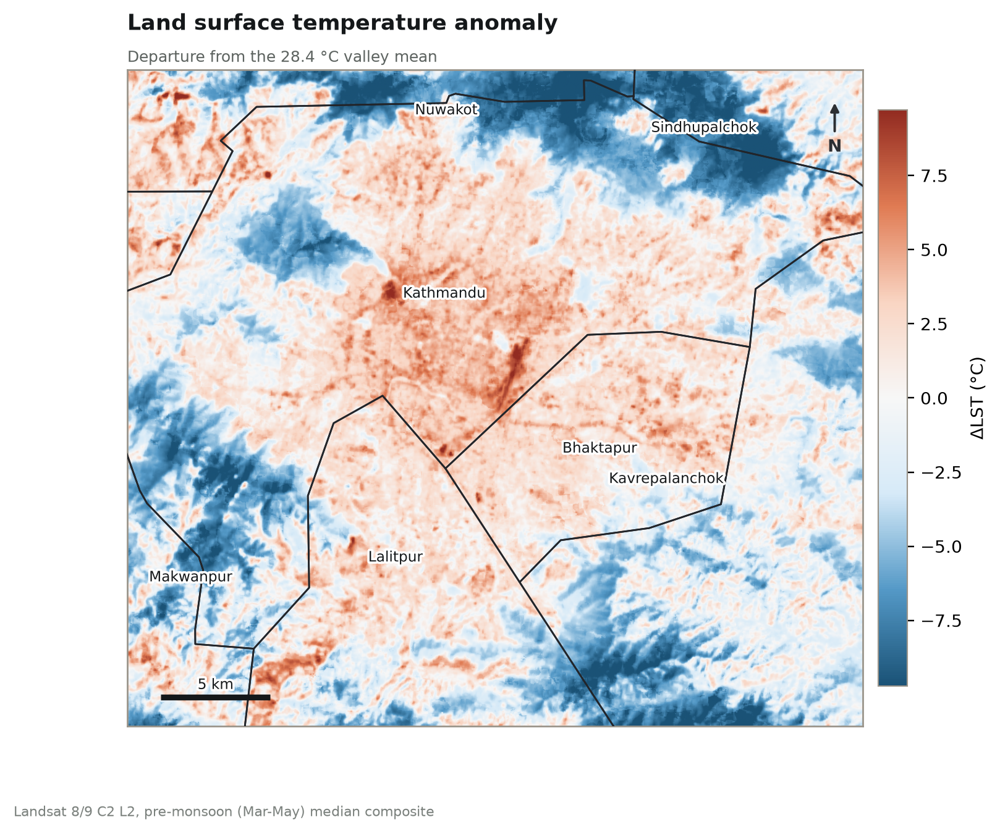 Land surface temperature anomaly
Departure from the 28.4 °C valley mean
Nuwakot
Sindhupalchok
N
Kathmandu
Bhaktapur
Kavrepalanchok
Lalitpur
Makwanpur
5 km
7.5
5.0
2.5
0.0
−2.5
−5.0
−7.5
ΔLST (°C)
Landsat 8/9 C2 L2, pre-monsoon (Mar-May) median composite